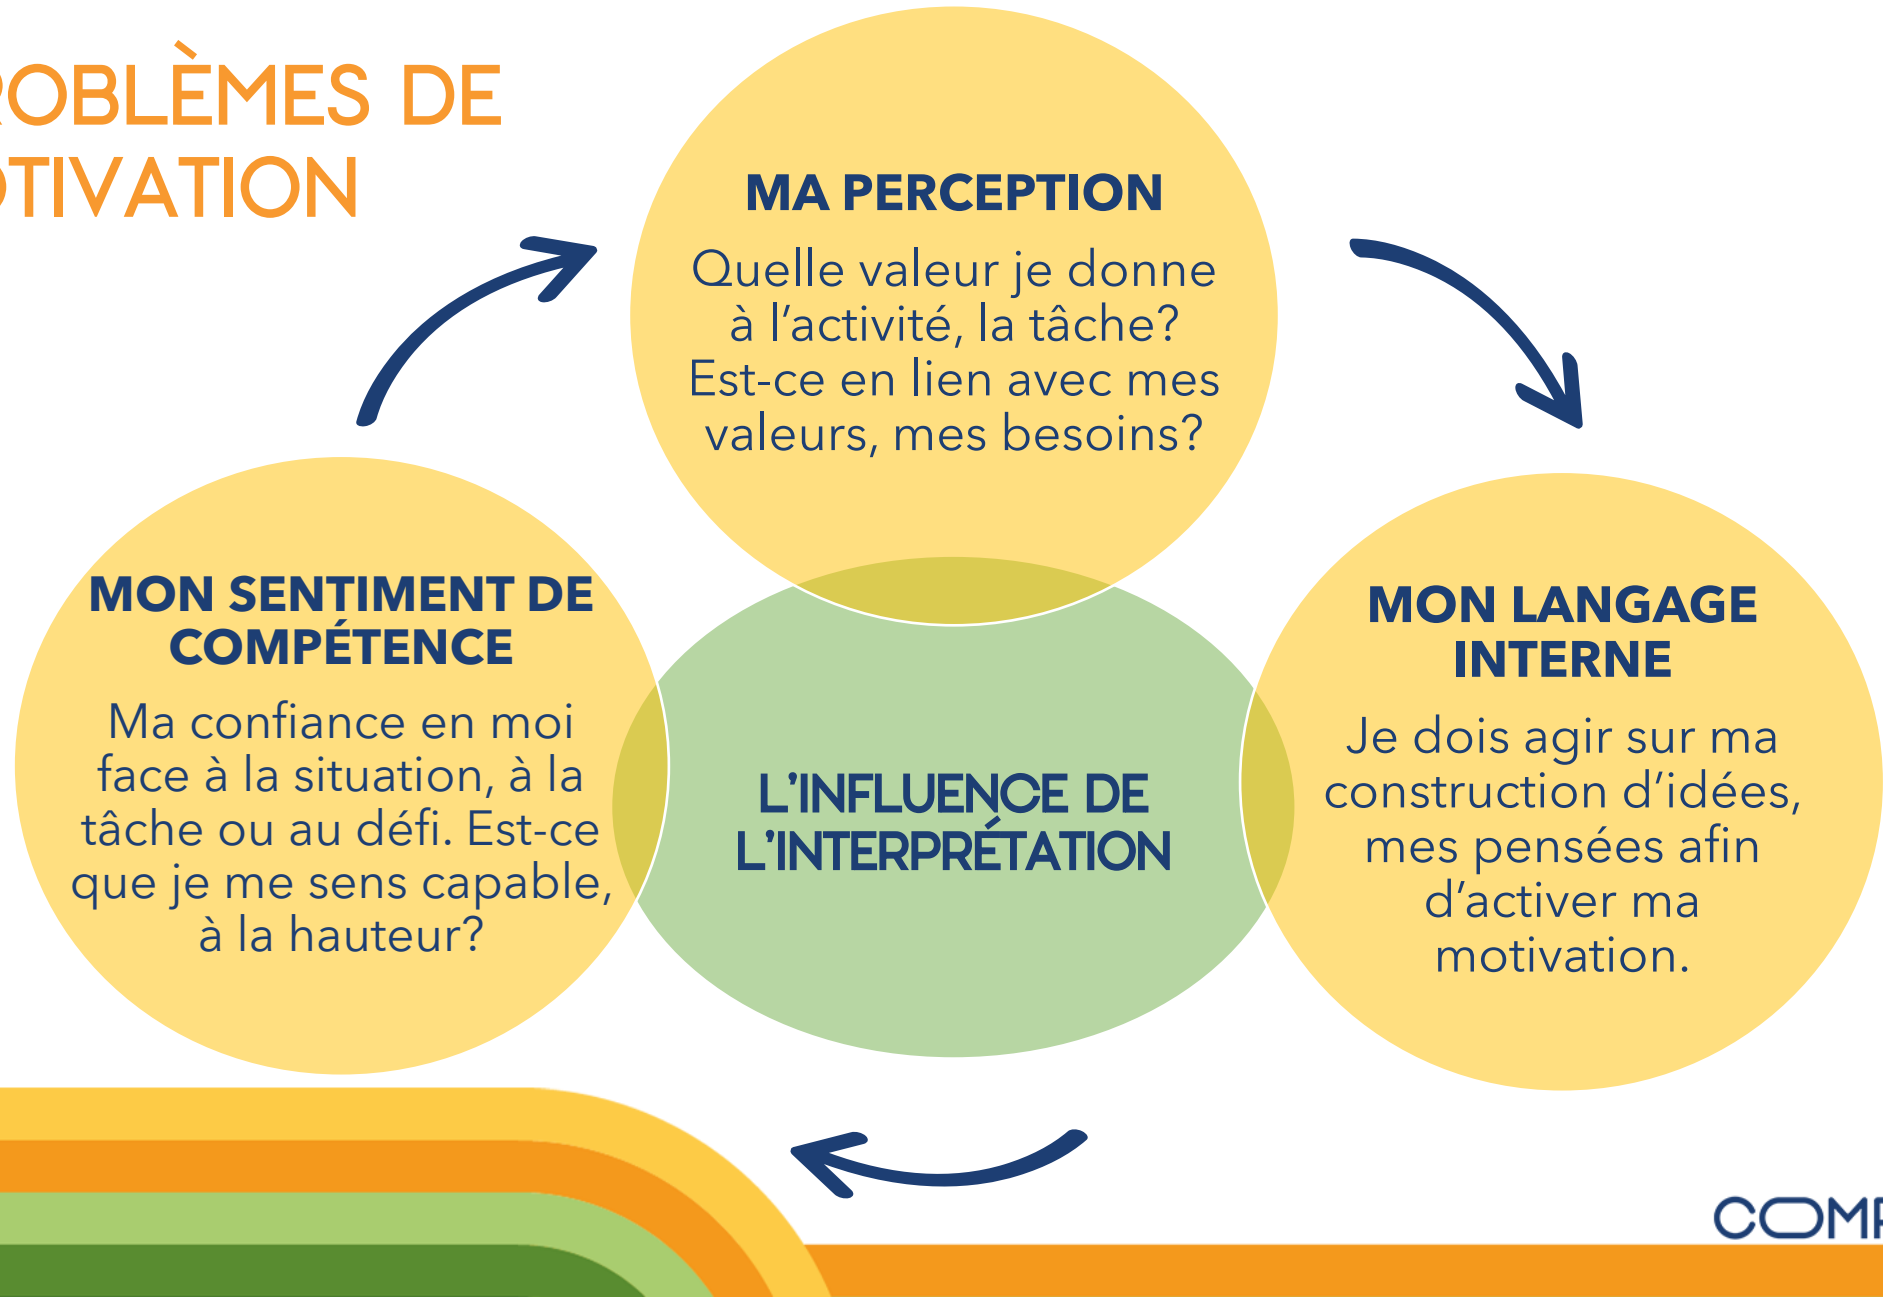 ROBLÈMES DE
OTIVATION
MA PERCEPTION
Quelle valeur je donne
à l'activité, la tâche?
Est-ce en lien avec mes
valeurs, mes besoins?
MON SENTIMENT DE
COMPÉTENCE
Ma confiance en moi
face à la situation, à la
tâche ou au défi. Est-ce
que je me sens capable,
à la hauteur?
L'INFLUENCE DE
L'INTERPRÉTATION
MON LANGAGE
INTERNE
Je dois agir sur ma
construction d'idées,
mes pensées afin
d'activer ma
motivation.
COM